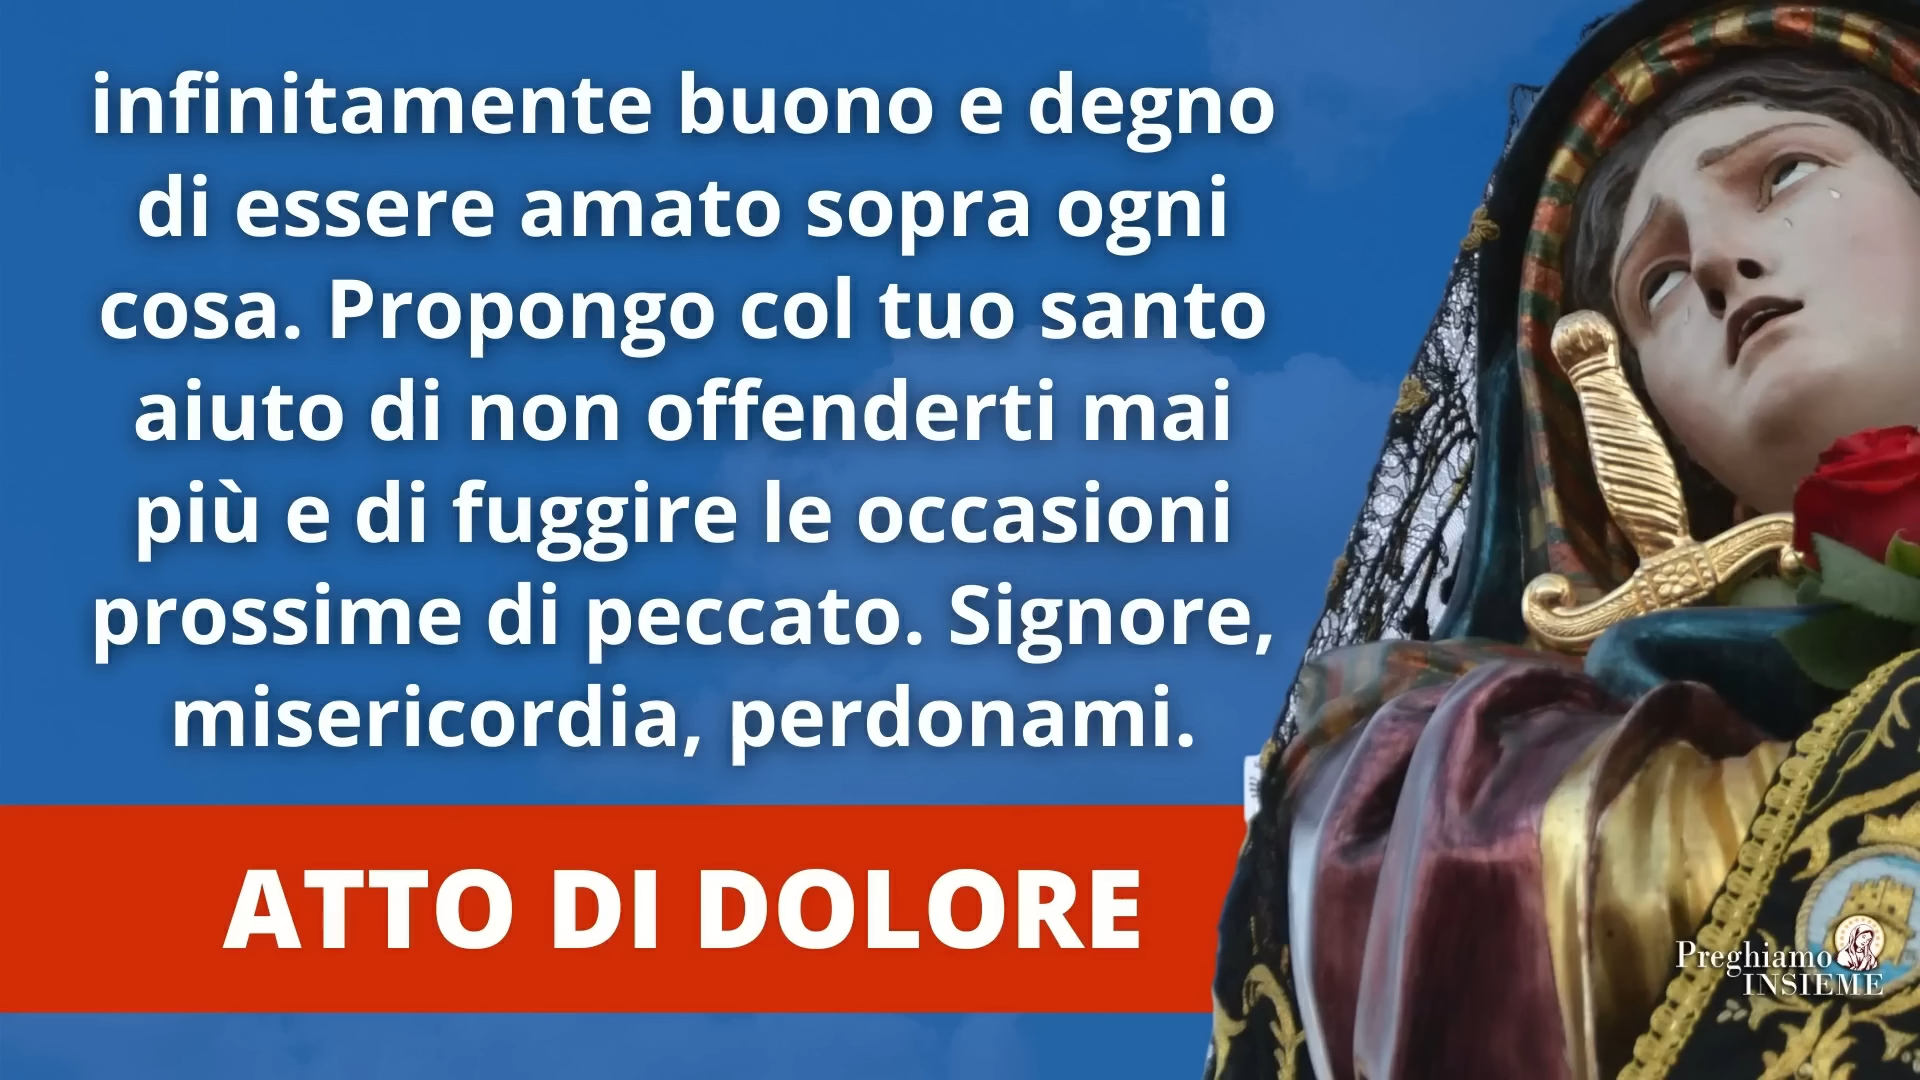 infinitamente buono e degno
di essere amato sopra ogni
cosa. Propongo col tuo santo
aiuto di non offenderti mai
più e di fuggire le occasioni
prossime di peccato. Signore,
misericordia, perdonami.
ATTO DI DOLORE
Preghiamo
INSIEME